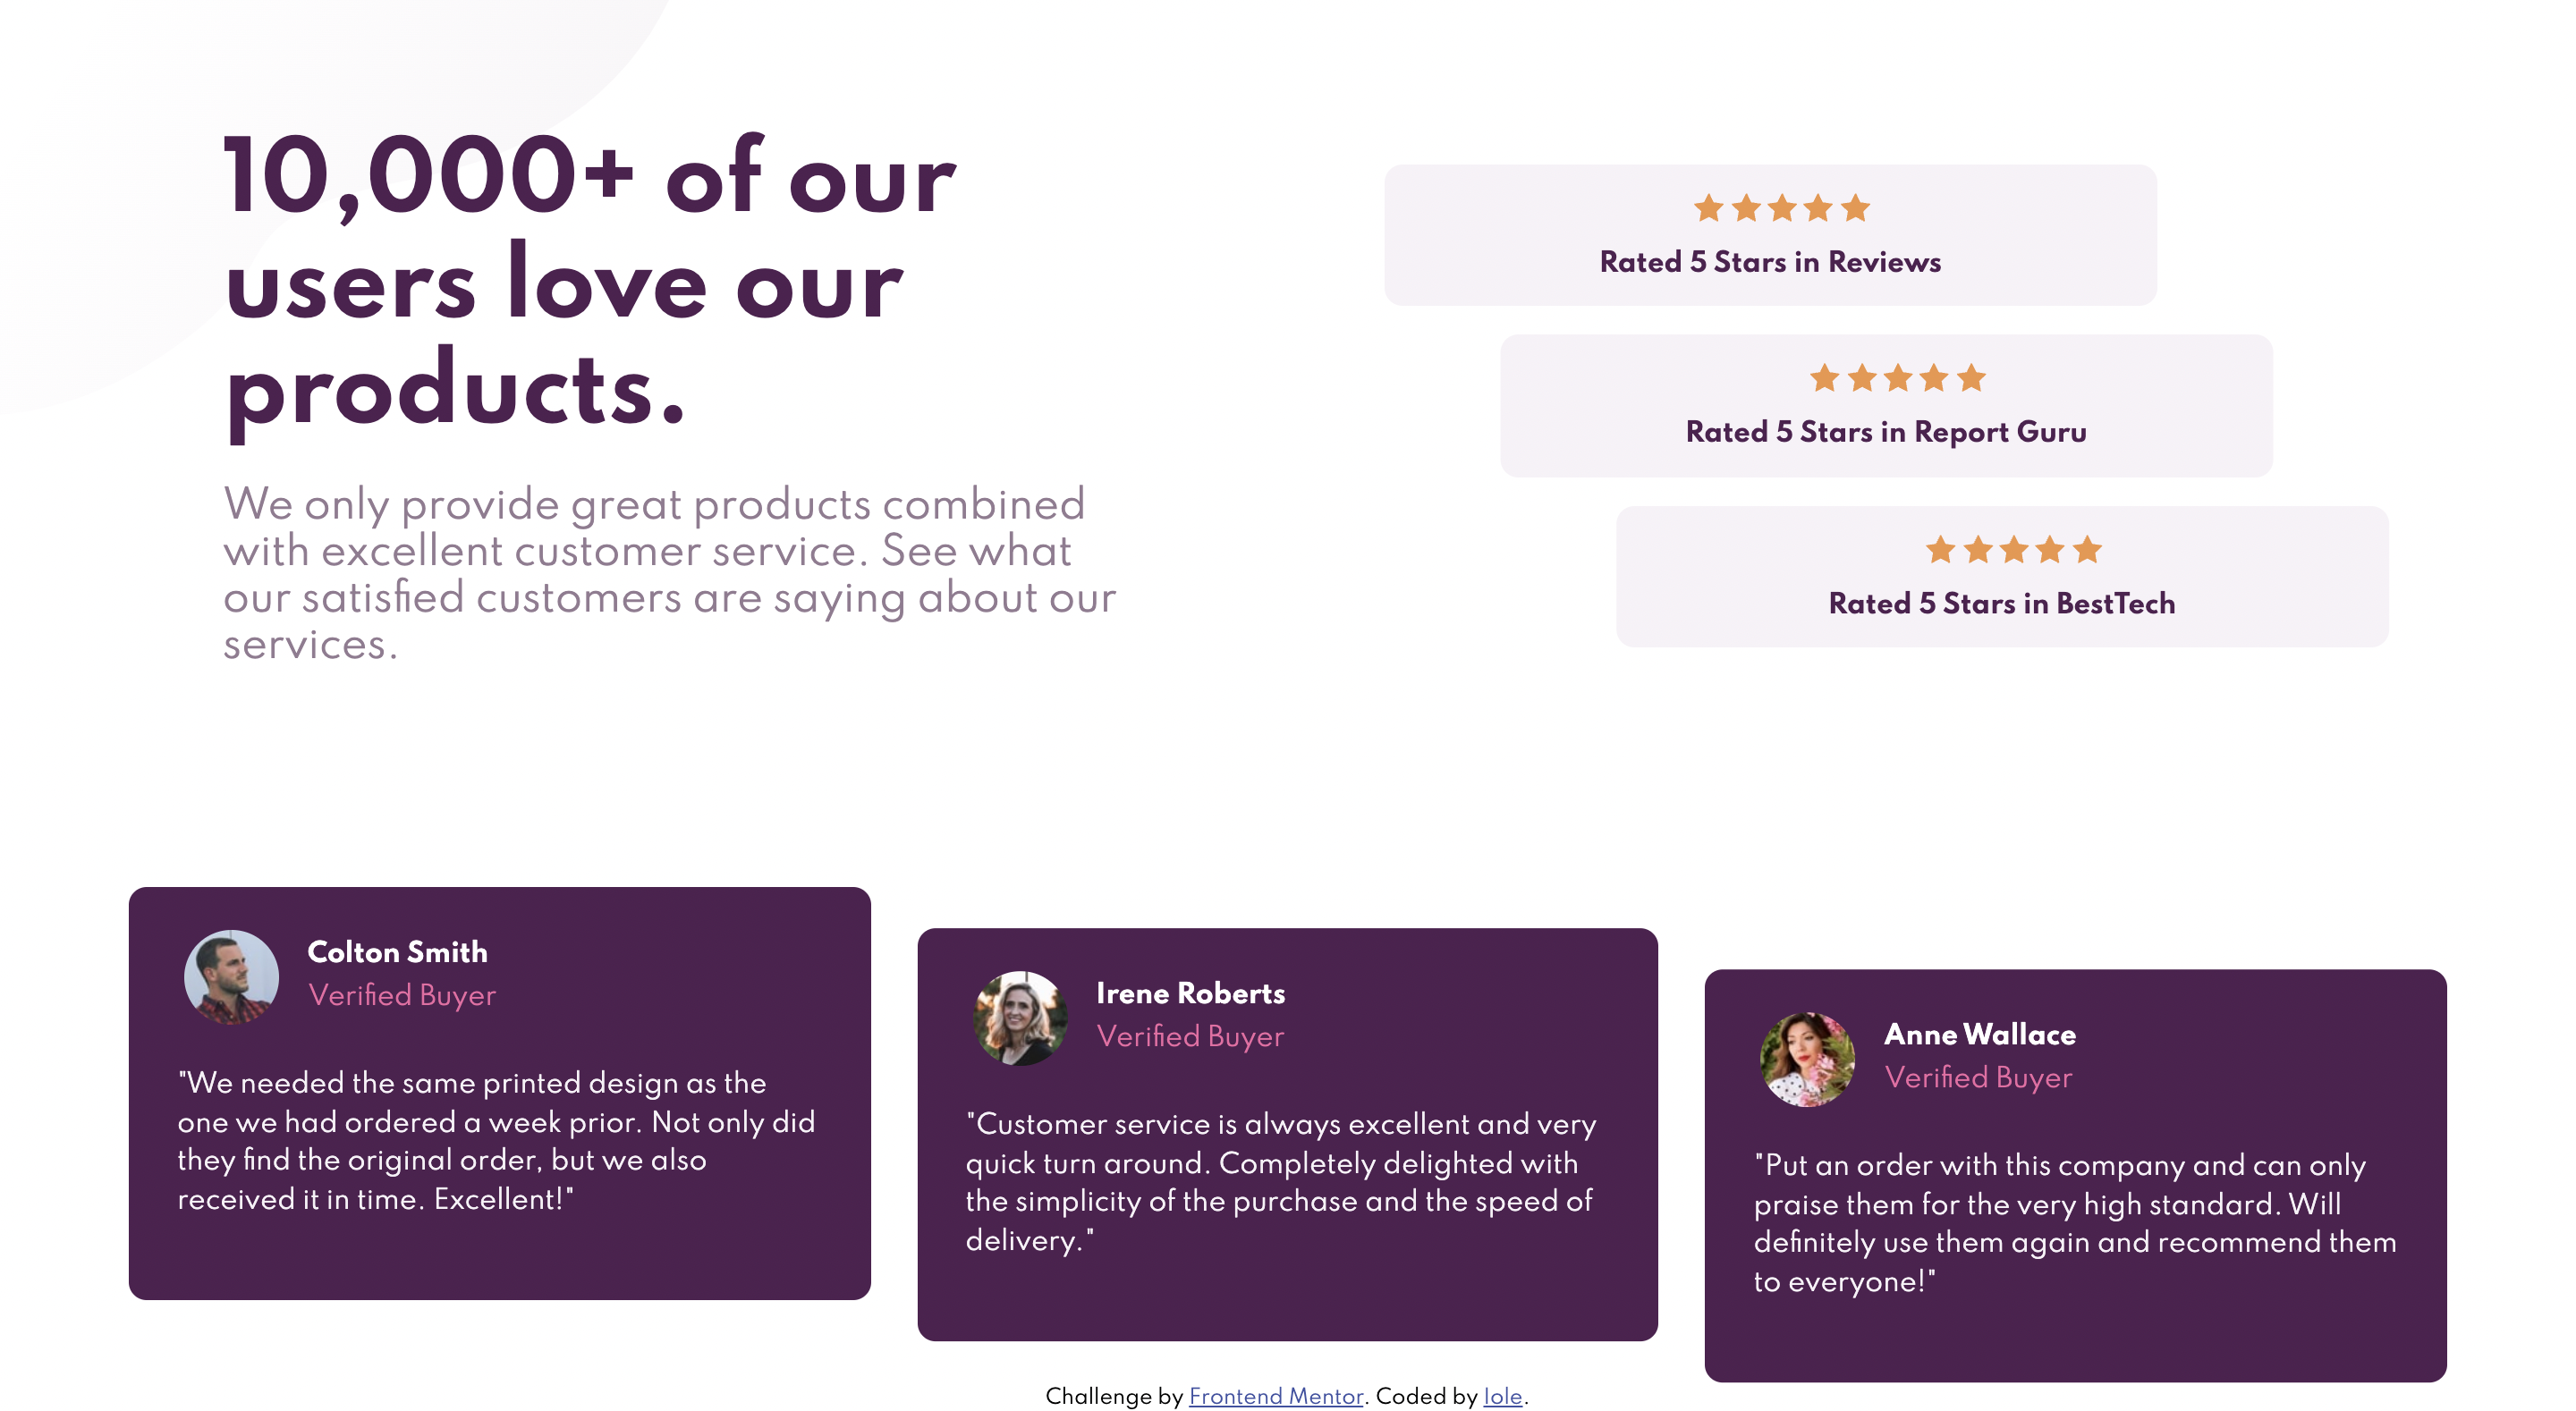 10,000+ of our
users love our
products.
We only provide great products combined
with excellent customer service. See what
our satisfied customers are saying about our
services.
Rated 5 Stars in Reviews
Rated 5 Stars in Report Guru
Rated 5 Stars in BestTech
Colton Smith
Verified Buyer
"We needed the same printed design as the
one we had ordered a week prior. Not only did
they find the original order, but we also
received it in time. Excellent!"
Irene Roberts
Verified Buyer
"Customer service is always excellent and very
quick turn around. Completely delighted with
the simplicity of the purchase and the speed of
delivery."
Anne Wallace
Verified Buyer
"Put an order with this company and can only
praise them for the very high standard. Will
definitely use them again and recommend them
to everyone!"
Challenge by Frontend Mentor. Coded by Iole.